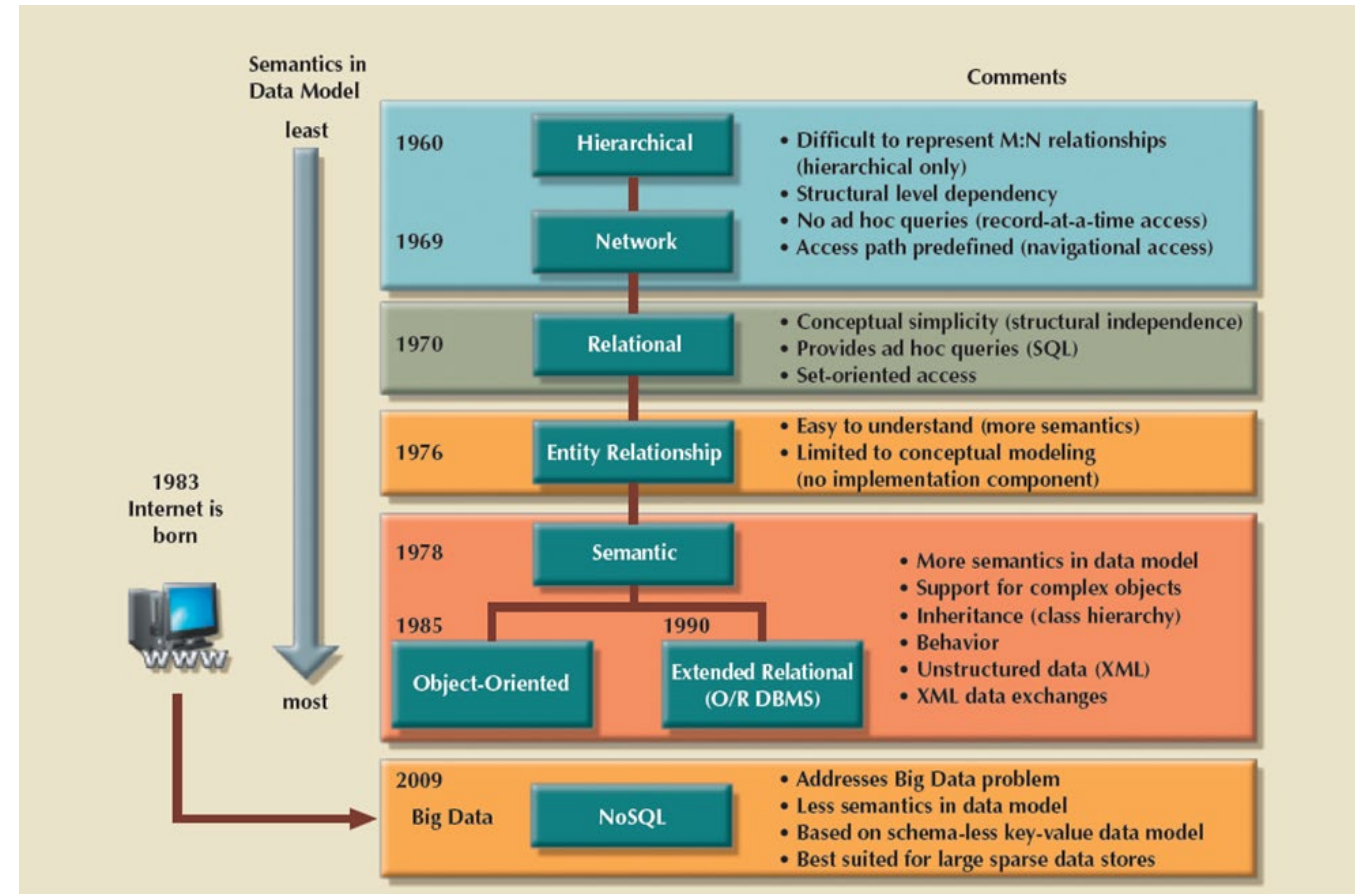 Semantics in
Data Model
least
most
Comments
1960
Hierarchical
1969
Network
• Difficult to represent M:N relationships
(hierarchical only)
• Structural level dependency
• No ad hoc queries (record-at-a-time access)
• Access path predefined (navigational access)
1970
Relational
• Conceptual simplicity (structural independence)
• Provides ad hoc queries (SQL)
• Set-oriented access
1976
Entity Relationship
• Easy to understand (more semantics)
• Limited to conceptual modeling
(no implementation component)
1983
Internet is
born
WWW
1978
Semantic
1985
Object-Oriented
1990
Extended Relational
(O/R DBMS)
• More semantics in data model
• Support for complex objects
• Inheritance (class hierarchy)
• Behavior
• Unstructured data (XML)
• XML data exchanges
2009
Big Data
NoSQL
• Addresses Big Data problem
• Less semantics in data model
• Based on schema-less key-value data model
• Best suited for large sparse data stores